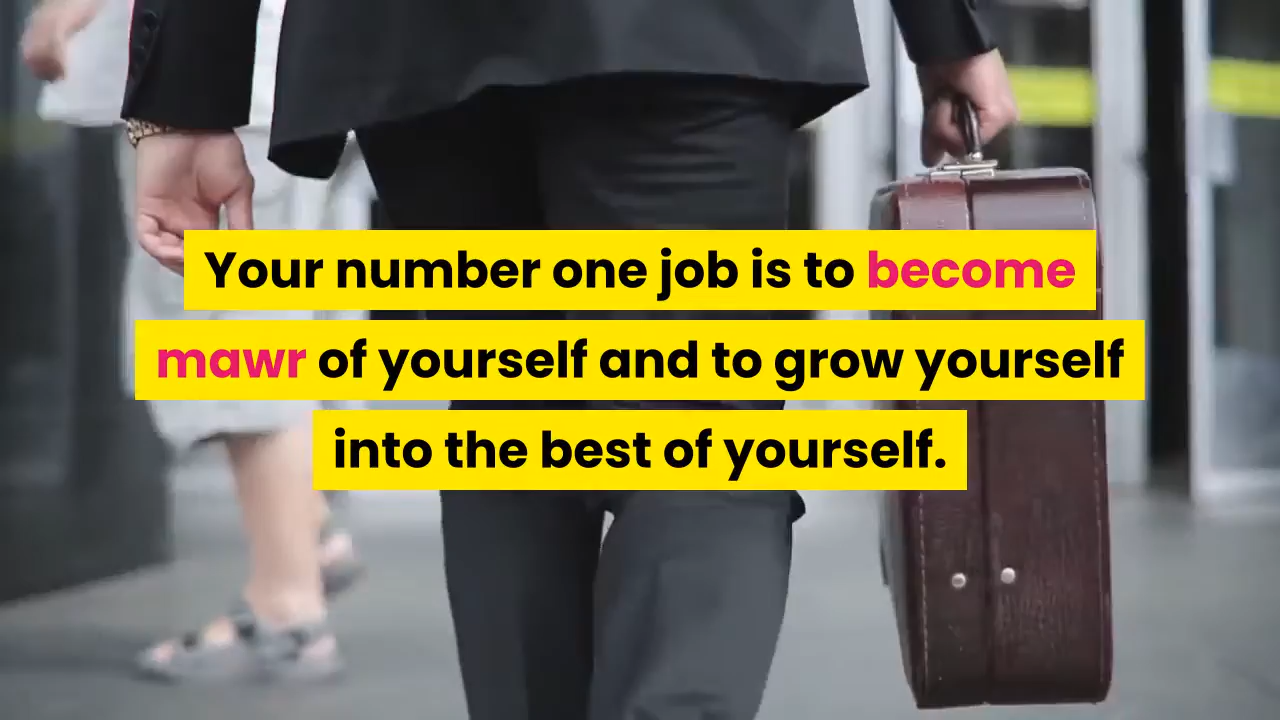 Your number one job is to become
mawr of yourself and to grow yourself
into the best of yourself.